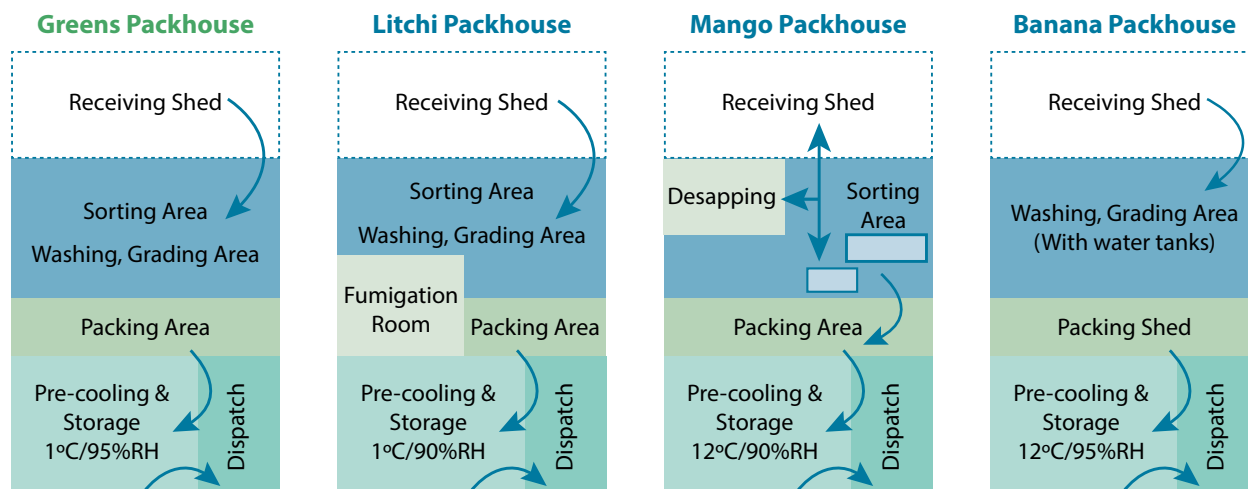 Greens Packhouse
Receiving Shed
Sorting Area
Washing, Grading Area
Packing Area
Pre-cooling &
Storage
1ºC/95%RH
Dispatch
Litchi Packhouse
Receiving Shed
Sorting Area
Washing, Grading Area
Fumigation
Room
Packing Area
Pre-cooling &
Storage
1ºC/90%RH
Dispatch
Mango Packhouse
Receiving Shed
Desapping
Sorting
Area
Packing Area
Pre-cooling &
Storage
12ºC/90%RH
Dispatch
Banana Packhouse
Receiving Shed
Washing, Grading Area
(With water tanks)
Packing Shed
Pre-cooling &
Storage
12ºC/95%RH
Dispatch